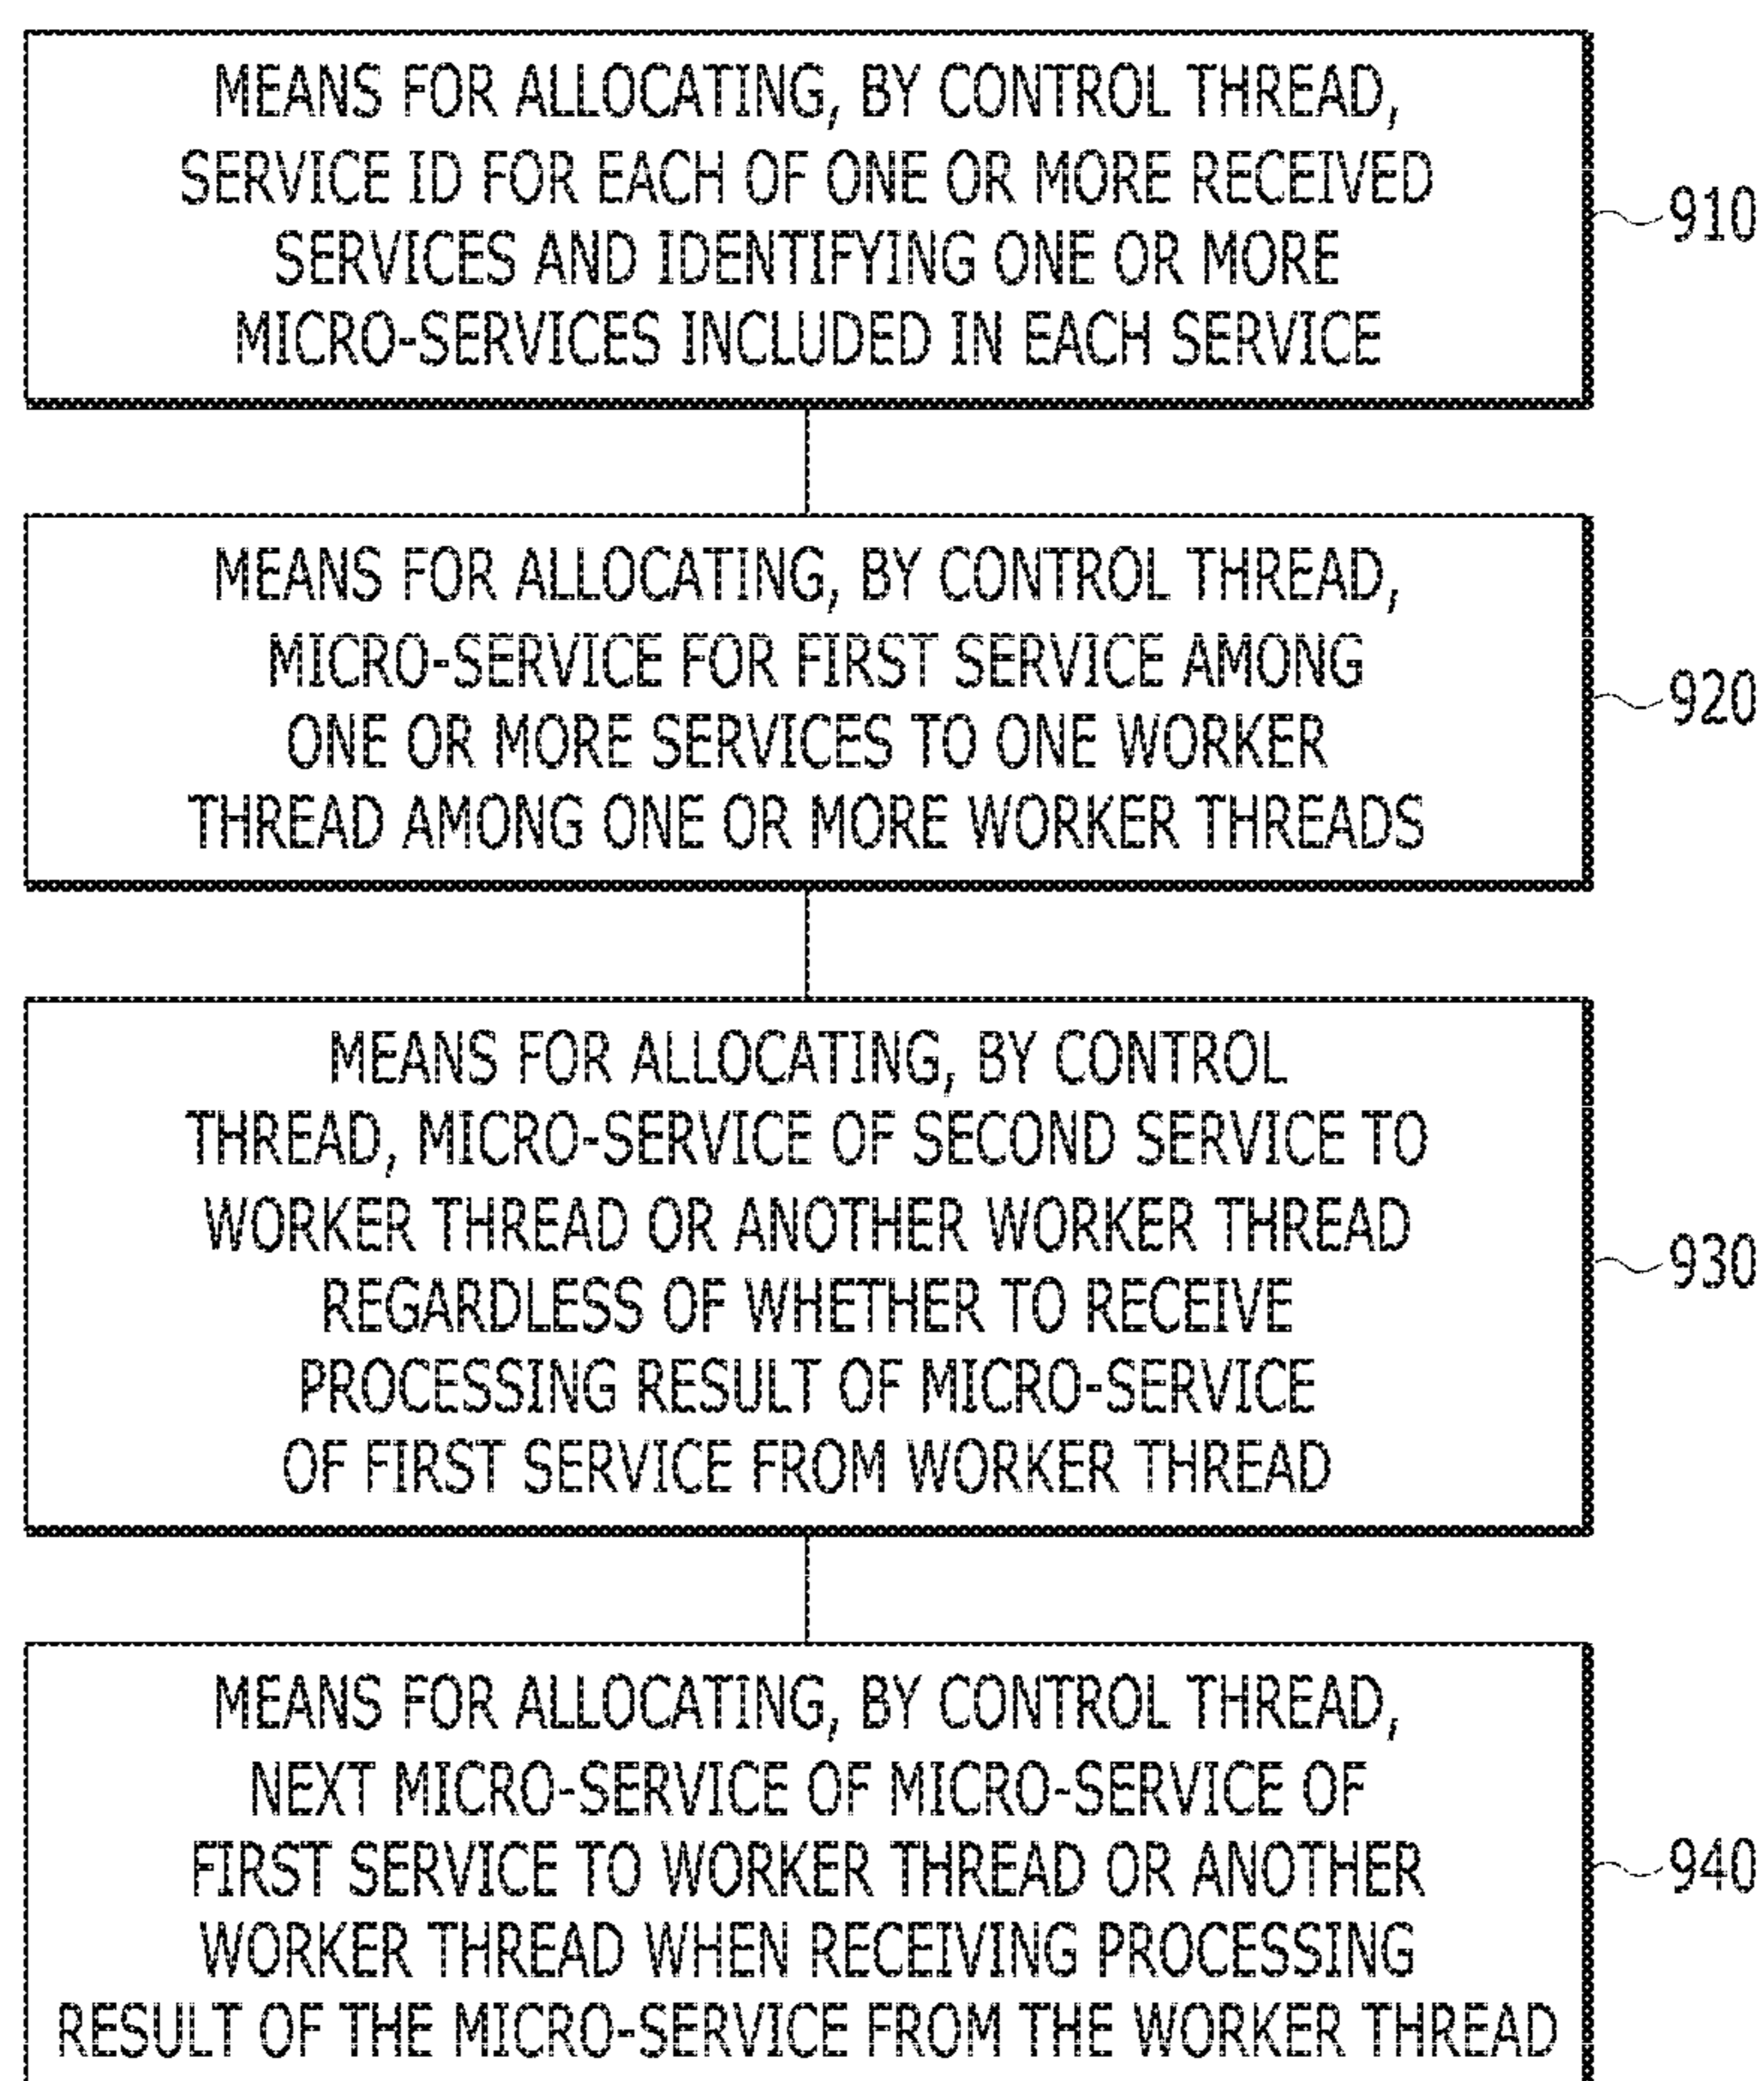 MEANS FOR ALLOCATING, BY CONTROL THREAD,
SERVICE ID FOR EACH OF ONE OR MORE RECEIVED
SERVICES AND IDENTIFYING ONE OR MORE
MICRO-SERVICES INCLUDED IN EACH SERVICE
910
MEANS FOR ALLOCATING, BY CONTROL THREAD,
MICRO-SERVICE FOR FIRST SERVICE AMONG
ONE OR MORE SERVICES TO ONE WORKER
THREAD AMONG ONE OR MORE WORKER THREADS
920
MEANS FOR ALLOCATING, BY CONTROL
THREAD, MICRO-SERVICE OF SECOND SERVICE TO
WORKER THREAD OR ANOTHER WORKER THREAD
REGARDLESS OF WHETHER TO RECEIVE
PROCESSING RESULT OF MICRO-SERVICE
OF FIRST SERVICE FROM WORKER THREAD
930
MEANS FOR ALLOCATING, BY CONTROL THREAD,
NEXT MICRO-SERVICE OF MICRO-SERVICE OF
FIRST SERVICE TO WORKER THREAD OR ANOTHER
WORKER THREAD WHEN RECEIVING PROCESSING
RESULT OF THE MICRO-SERVICE FROM THE WORKER THREAD
940